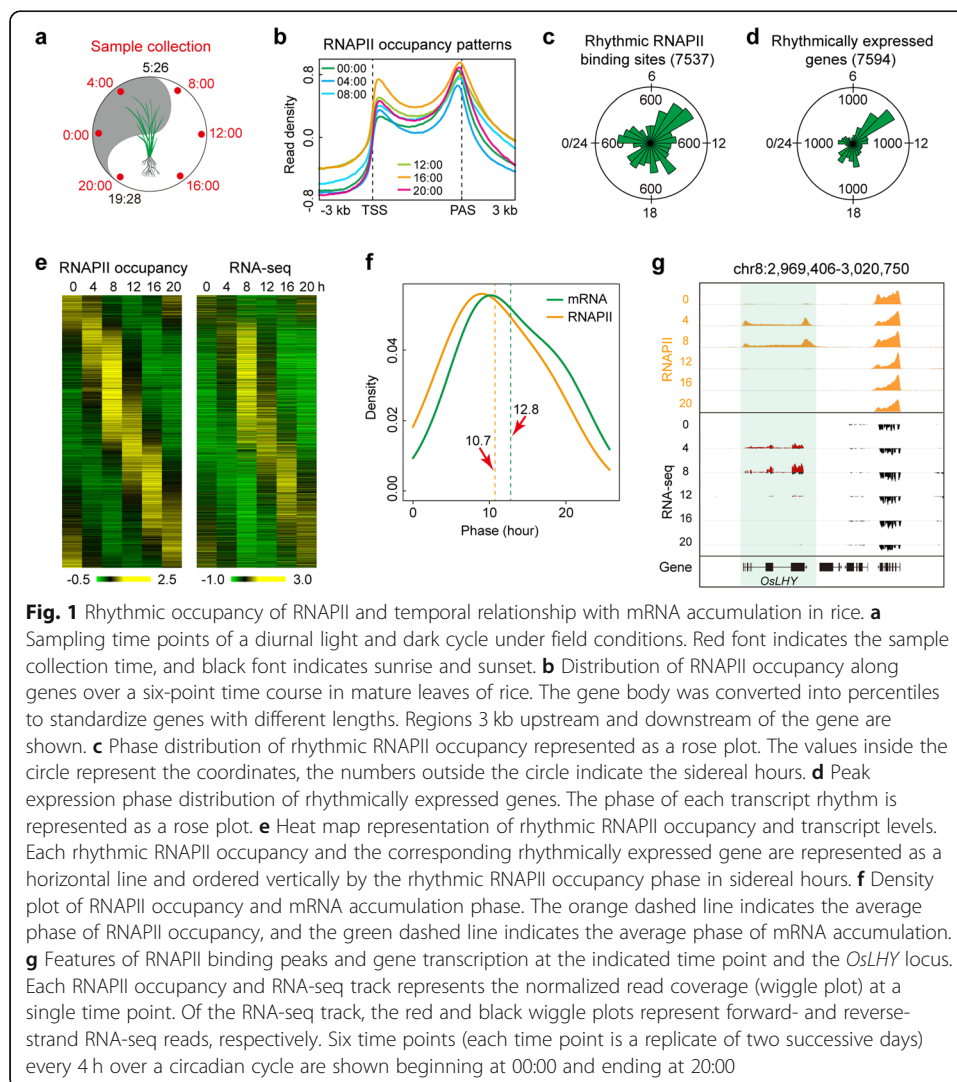 a
Sample collection
5:26
4:00
8:00
0:00
12:00
20:00
16:00
19:28
b
RNAPII occupancy patterns
Read density
0.8
0.0
-0.8
00:00
04:00
08:00
12:00
16:00
20:00
-3 kb TSS PAS 3 kb
c
Rhythmic RNAPII
binding sites (7537)
6
600
0/24 600 600 12
600
18
d
Rhythmically expressed
genes (7594)
6
1000
0/24 1000 1000 12
1000
18
e
RNAPII occupancy RNA-seq
0 4 8 12 16 20 0 4 8 12 16 20 h
-0.5 2.5 -1.0 3.0
f
mRNA
RNAPII
Density
0.04
0.02
0.00
12.8
10.7
0 10 20
Phase (hour)
g
chr8:2,969,406-3,020,750
RNAPII
0
4
8
12
16
20
RNA-seq
0
4
8
12
16
20
Gene
OsLHY
Fig. 1 Rhythmic occupancy of RNAPII and temporal relationship with mRNA accumulation in rice. a
Sampling time points of a diurnal light and dark cycle under field conditions. Red font indicates the sample
collection time, and black font indicates sunrise and sunset. b Distribution of RNAPII occupancy along
genes over a six-point time course in mature leaves of rice. The gene body was converted into percentiles
to standardize genes with different lengths. Regions 3 kb upstream and downstream of the gene are
shown. c Phase distribution of rhythmic RNAPII occupancy represented as a rose plot. The values inside the
circle represent the coordinates, the numbers outside the circle indicate the sidereal hours. d Peak
expression phase distribution of rhythmically expressed genes. The phase of each transcript rhythm is
represented as a rose plot. e Heat map representation of rhythmic RNAPII occupancy and transcript levels.
Each rhythmic RNAPII occupancy and the corresponding rhythmically expressed gene are represented as a
horizontal line and ordered vertically by the rhythmic RNAPII occupancy phase in sidereal hours. f Density
plot of RNAPII occupancy and mRNA accumulation phase. The orange dashed line indicates the average
phase of RNAPII occupancy, and the green dashed line indicates the average phase of mRNA accumulation.
g Features of RNAPII binding peaks and gene transcription at the indicated time point and the OsLHY locus.
Each RNAPII occupancy and RNA-seq track represents the normalized read coverage (wiggle plot) at a
single time point. Of the RNA-seq track, the red and black wiggle plots represent forward- and reverse-
strand RNA-seq reads, respectively. Six time points (each time point is a replicate of two successive days)
every 4 h over a circadian cycle are shown beginning at 00:00 and ending at 20:00